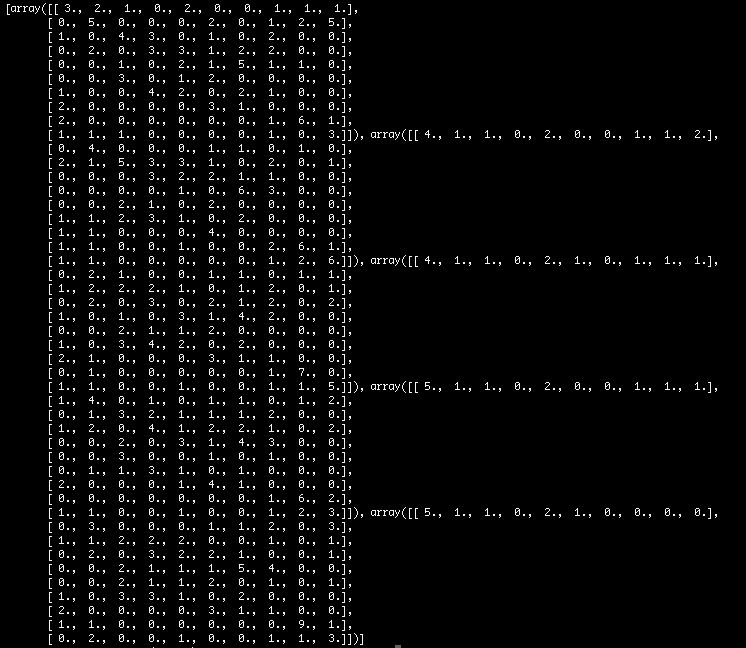 [array([[ 3., 2., 1., 0., 2., 0., 0., 1., 1., 1.],
[ 0., 5., 0., 0., 0., 2., 0., 1., 2., 5.],
[ 1., 0., 4., 3., 0., 1., 0., 2., 0., 0.],
[ 0., 0., 0., 3., 3., 1., 2., 2., 0., 0.],
[ 0., 0., 1., 0., 2., 1., 5., 1., 1., 0.],
[ 0., 0., 3., 0., 1., 2., 0., 0., 0., 0.],
[ 1., 0., 0., 4., 2., 0., 2., 1., 0., 0.],
[ 2., 0., 0., 0., 0., 3., 1., 0., 0., 0.],
[ 2., 0., 0., 0., 0., 0., 0., 1., 6., 1.],
[ 1., 1., 1., 0., 0., 0., 0., 1., 0., 3.]]), array([[ 4., 1., 1., 0., 2., 0., 0., 1., 1., 2.],
[ 0., 4., 0., 0., 0., 1., 1., 0., 1., 0.],
[ 2., 1., 5., 3., 3., 1., 0., 2., 0., 1.],
[ 0., 0., 0., 3., 2., 2., 1., 1., 0., 0.],
[ 0., 0., 0., 0., 1., 0., 6., 3., 0., 0.],
[ 0., 0., 2., 1., 0., 2., 0., 0., 0., 0.],
[ 1., 1., 2., 3., 1., 0., 2., 0., 0., 0.],
[ 1., 1., 0., 0., 0., 4., 0., 0., 0., 0.],
[ 1., 1., 0., 0., 1., 0., 0., 2., 6., 1.],
[ 1., 1., 0., 0., 0., 0., 0., 1., 2., 6.]]), array([[ 4., 1., 1., 0., 2., 1., 0., 1., 1., 1.],
[ 0., 2., 1., 0., 0., 1., 1., 0., 1., 1.],
[ 1., 2., 2., 2., 1., 0., 1., 2., 0., 1.],
[ 0., 2., 0., 3., 0., 2., 1., 2., 0., 2.],
[ 1., 0., 1., 0., 3., 1., 4., 2., 0., 0.],
[ 0., 0., 2., 1., 1., 2., 0., 0., 0., 0.],
[ 1., 0., 3., 4., 2., 0., 2., 0., 0., 0.],
[ 2., 1., 0., 0., 0., 3., 1., 1., 0., 0.],
[ 0., 1., 0., 0., 0., 0., 0., 1., 7., 0.],
[ 1., 1., 0., 0., 1., 0., 0., 1., 1., 5.]]), array([[ 5., 1., 1., 0., 2., 0., 0., 1., 1., 1.],
[ 1., 4., 0., 1., 0., 1., 1., 0., 1., 2.],
[ 0., 1., 3., 2., 1., 1., 1., 2., 0., 0.],
[ 1., 2., 0., 4., 1., 2., 2., 1., 0., 2.],
[ 0., 0., 2., 0., 3., 1., 4., 3., 0., 0.],
[ 0., 0., 3., 0., 0., 1., 0., 0., 1., 0.],
[ 0., 1., 1., 3., 1., 0., 1., 0., 0., 0.],
[ 2., 0., 0., 0., 0., 4., 1., 0., 0., 0.],
[ 0., 0., 0., 0., 0., 0., 0., 1., 6., 2.],
[ 1., 1., 0., 0., 1., 0., 0., 1., 2., 3.]]), array([[ 5., 1., 1., 0., 2., 1., 0., 0., 0., 0.],
[ 0., 3., 0., 0., 0., 1., 1., 2., 0., 3.],
[ 1., 1., 2., 2., 2., 0., 0., 1., 0., 1.],
[ 0., 2., 0., 3., 2., 2., 1., 0., 0., 1.],
[ 0., 0., 2., 1., 1., 1., 5., 4., 0., 0.],
[ 0., 0., 2., 1., 1., 2., 0., 1., 0., 1.],
[ 1., 0., 3., 3., 1., 0., 2., 0., 0., 0.],
[ 2., 0., 0., 0., 0., 3., 1., 1., 0., 0.],
[ 1., 1., 0., 0., 0., 0., 0., 0., 9., 1.],
[ 0., 2., 0., 0., 1., 0., 0., 1., 1., 3.]])]